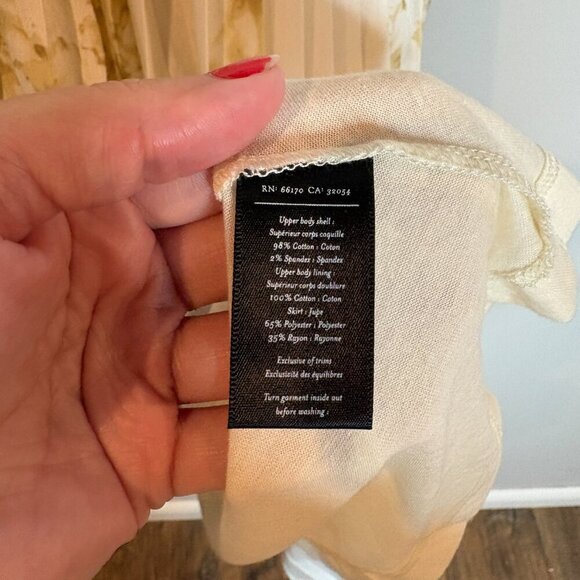 RN: 66170 CA: 32054
Upper body shell :
Supérieur corps coquille
98% Cotton : Coton
2% Spandex : Spandex
Upper body lining :
Supérieur corps doublure
100% Cotton : Coton
Skirt : Jupe
65% Polyester : Polyester
35% Rayon : Rayonne
Exclusive of trims
Exclusivité des équilibres
Turn garment inside out
before washing :